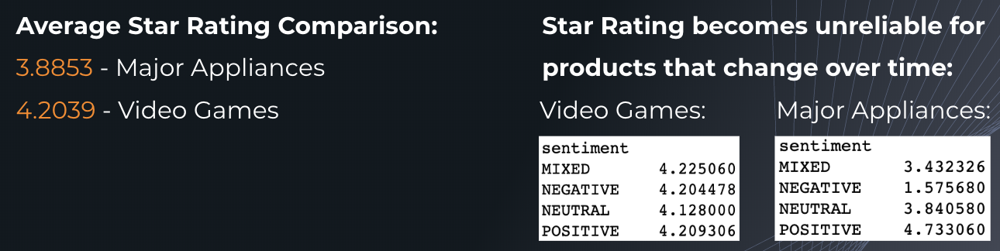 Average Star Rating Comparison:
3.8853 - Major Appliances
4.2039 - Video Games
Star Rating becomes unreliable for
products that change over time:
Video Games:
sentiment
MIXED 4.225060
NEGATIVE 4.204478
NEUTRAL 4.128000
POSITIVE 4.209306
Major Appliances:
sentiment
MIXED 3.432326
NEGATIVE 1.575680
NEUTRAL 3.840580
POSITIVE 4.733060